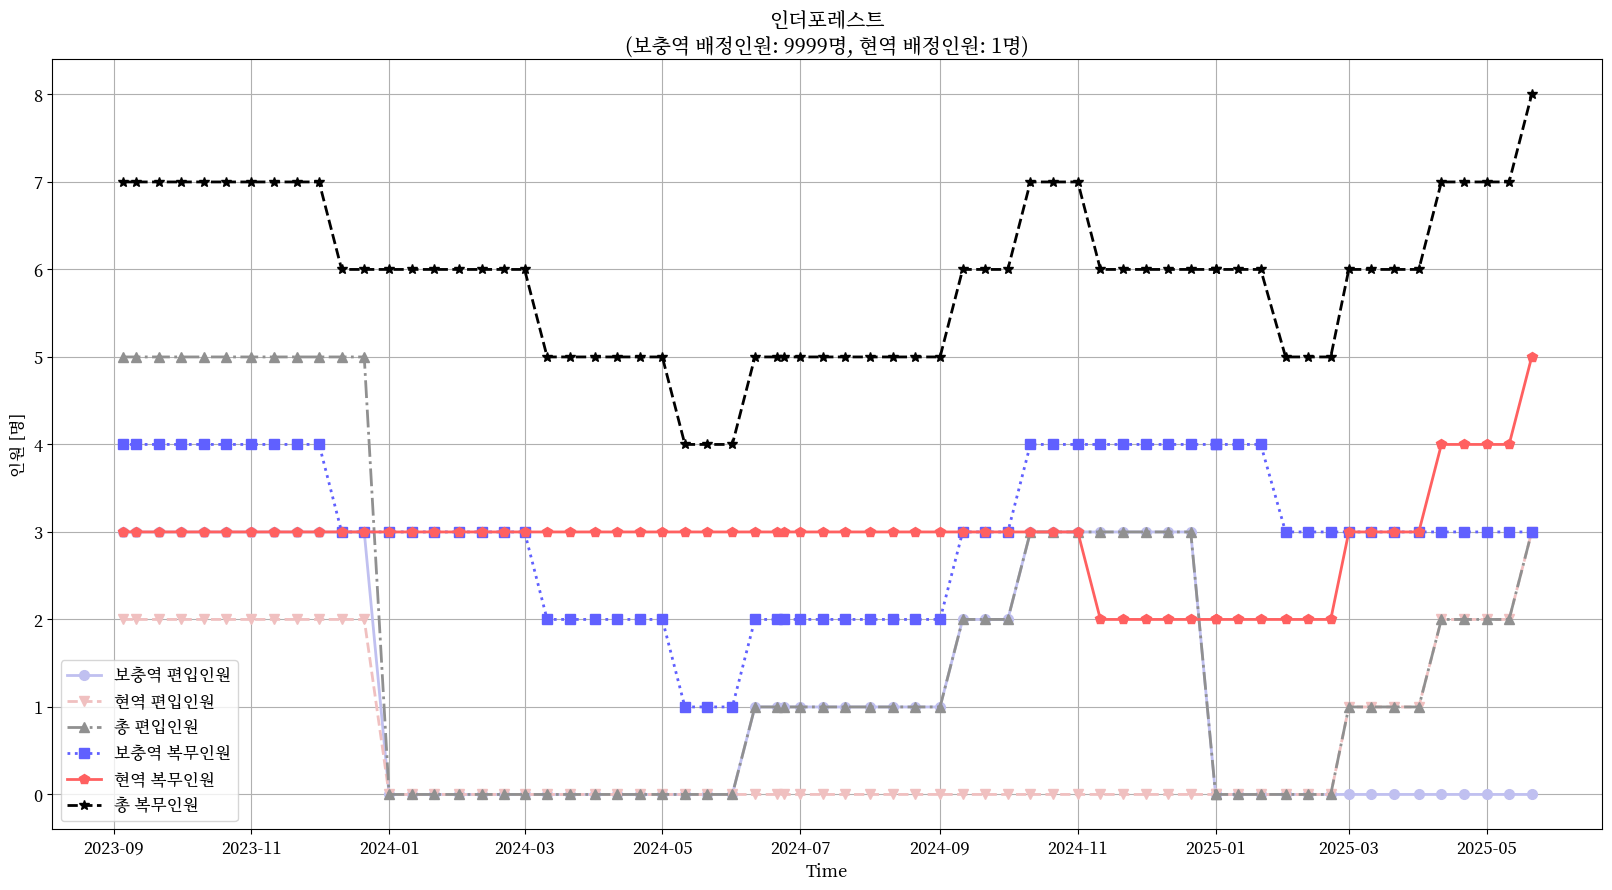 인더포레스트
(보충역 배정인원: 9999명, 현역 배정인원: 1명)
8
7
6
5
4
3
2
1
0
인원 [명]
보충역 편입인원
현역 편입인원
총 편입인원
보충역 복무인원
현역 복무인원
총 복무인원
2023-09
2023-11
2024-01
2024-03
2024-05
2024-07
2024-09
2024-11
2025-01
2025-03
2025-05
Time